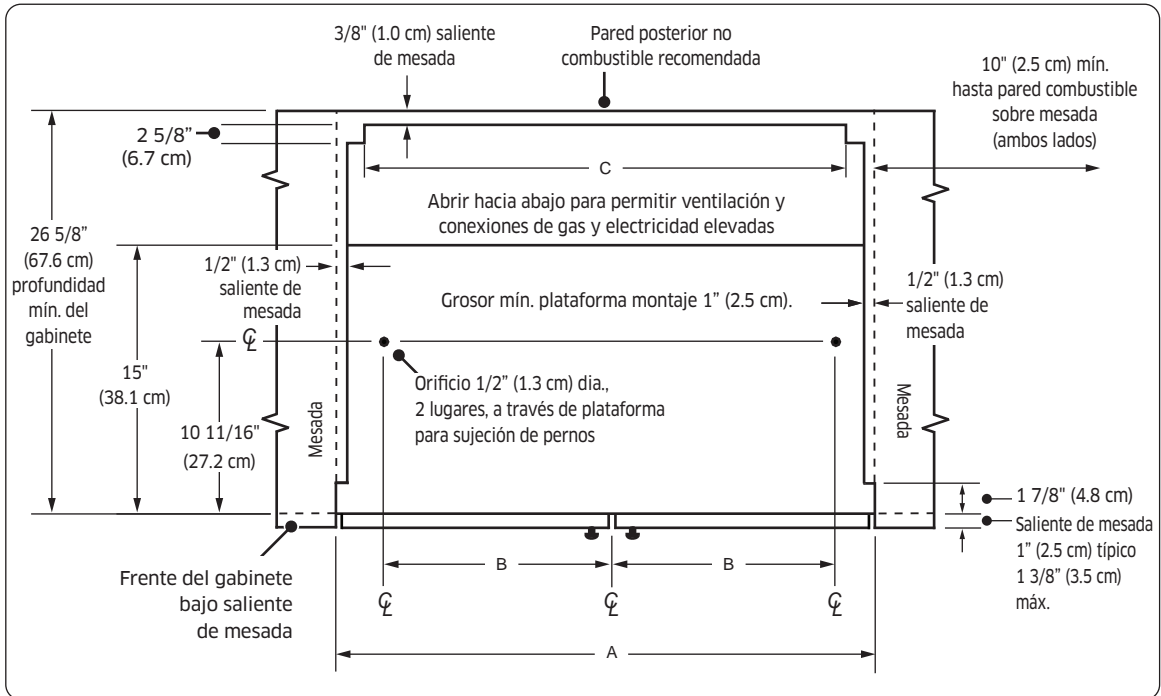 3/8" (1.0 cm) saliente
de mesada
Pared posterior no
combustible recomendada
10" (2.5 cm) mín.
hasta pared combustible
sobre mesada
(ambos lados)
2 5/8”
(6.7 cm)
C
Abrir hacia abajo para permitir ventilación y
conexiones de gas y electricidad elevadas
26 5/8"
(67.6 cm)
profundidad
mín. del
gabinete
1/2" (1.3 cm)
saliente de
mesada
Grosor mín. plataforma montaje 1” (2.5 cm).
1/2" (1.3 cm)
saliente de
mesada
℄
15"
(38.1 cm)
Orificio 1/2” (1.3 cm) dia.,
2 lugares, a través de plataforma
para sujeción de pernos
10 11/16"
(27.2 cm)
Mesada
Mesada
1 7/8" (4.8 cm)
Saliente de mesada
1” (2.5 cm) típico
1 3/8” (3.5 cm)
máx.
Frente del gabinete
bajo saliente
de mesada
B
B
℄
℄
℄
A